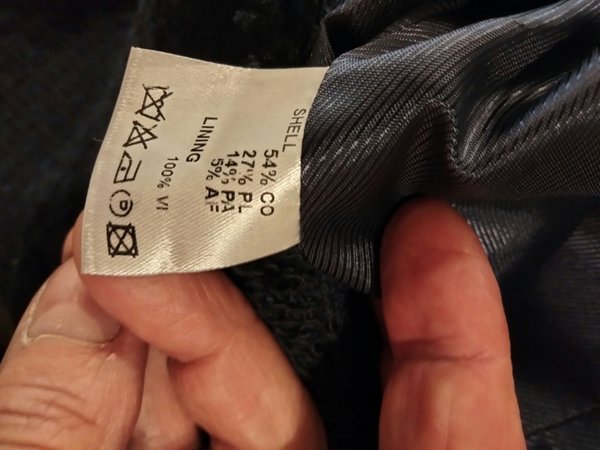 SHELL
54% CO
27% PL
14% PA
5% AF
LINING
100% VI
P